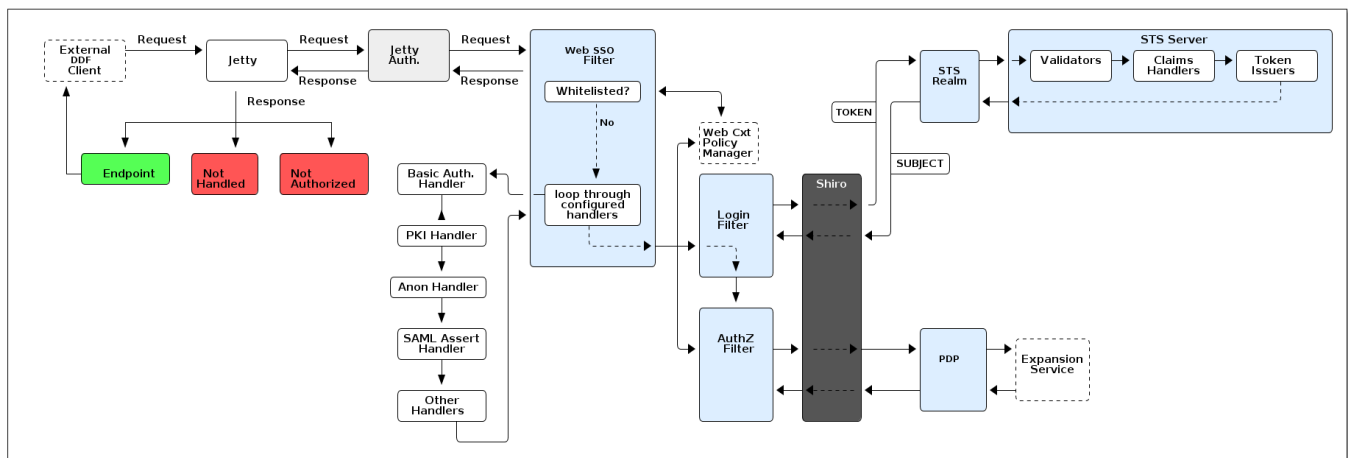 External
DDF
Client
Request
Jetty
Request
Response
Jetty
Auth.
Request
Response
Response
Endpoint
Not
Handled
Not
Authorized
Web SSO
Filter
Whitelisted?
No
loop through
configured
handlers
Basic Auth.
Handler
PKI Handler
Anon Handler
SAML Assert
Handler
Other
Handlers
Web Cxt
Policy
Manager
Login
Filter
AuthZ
Filter
Shiro
TOKEN
SUBJECT
STS
Realm
STS Server
Validators
Claims
Handlers
Token
Issuers
PDP
Expansion
Service